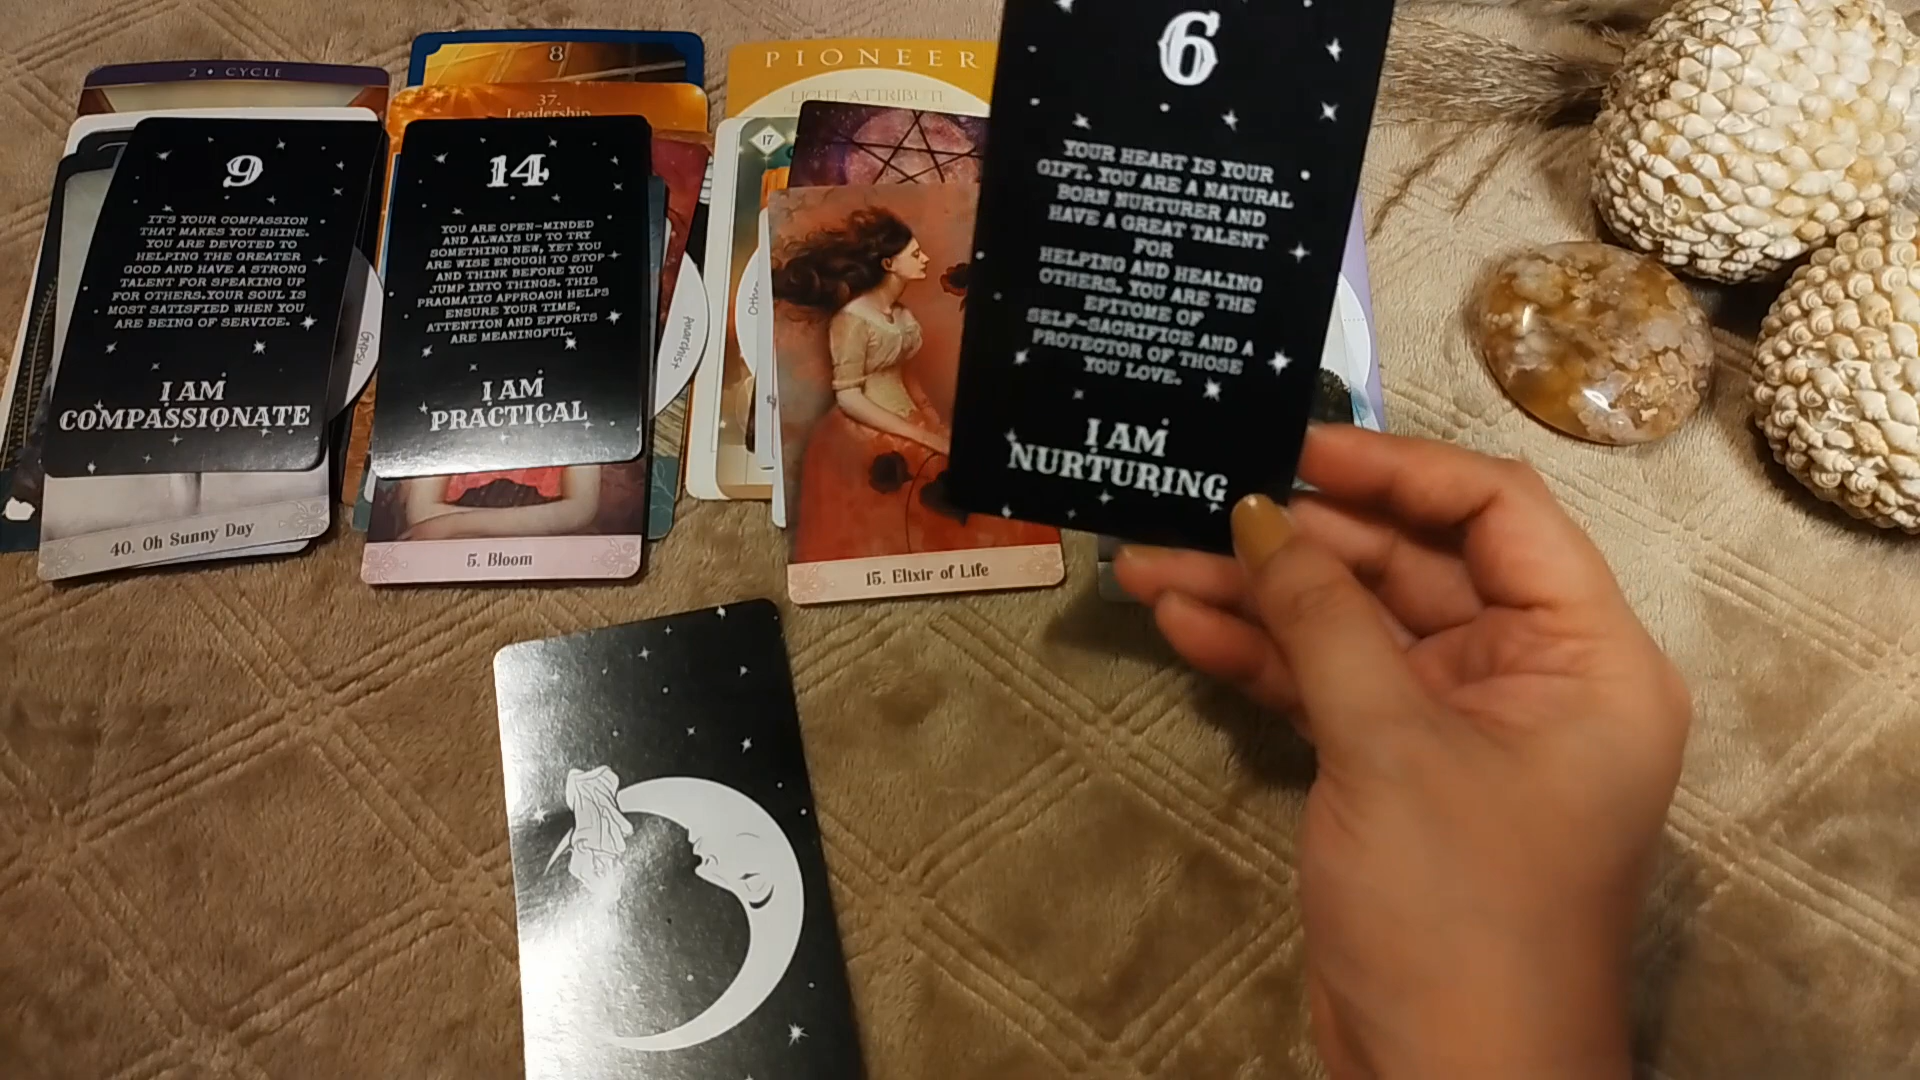 2 • CYCLE
9
IT'S YOUR COMPASSION
THAT MAKES YOU SHINE.
YOU ARE DEVOTED TO
HELPING THE GREATER
GOOD AND HAVE A STRONG
TALENT FOR SPEAKING UP
FOR OTHERS.YOUR SOUL IS
MOST SATISFIED WHEN YOU
ARE BEING OF SERVICE.
I AM
COMPASSIONATE
Gypsy
40. Oh Sunny Day
8
37.
Leadership
14
YOU ARE OPEN-MINDED
AND ALWAYS UP TO TRY
SOMETHING NEW, YET YOU
ARE WISE ENOUGH TO STOP
AND THINK BEFORE YOU
JUMP INTO THINGS. THIS
PRAGMATIC APPROACH HELPS
ENSURE YOUR TIME,
ATTENTION AND EFFORTS
ARE MEANINGFUL.
I AM
PRACTICAL
Anarchist
5. Bloom
PIONEER
LIGHT ATTRIBUTE
17
15. Elixir of Life
6
YOUR HEART IS YOUR
GIFT. YOU ARE A NATURAL
BORN NURTURER AND
HAVE A GREAT TALENT
FOR
HELPING AND HEALING
OTHERS. YOU ARE THE
EPITOME OF
SELF-SACRIFICE AND A
PROTECTOR OF THOSE
YOU LOVE.
I AM
NURTURING